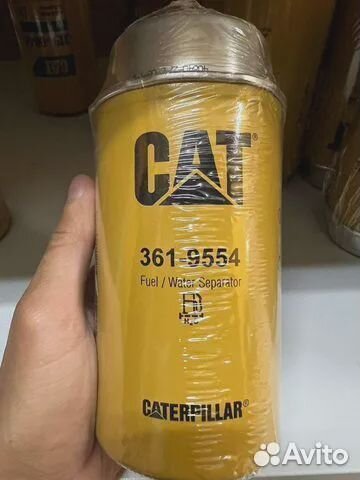 CAT®
361-9554
Fuel / Water Separator
CATERPILLAR®
Avito